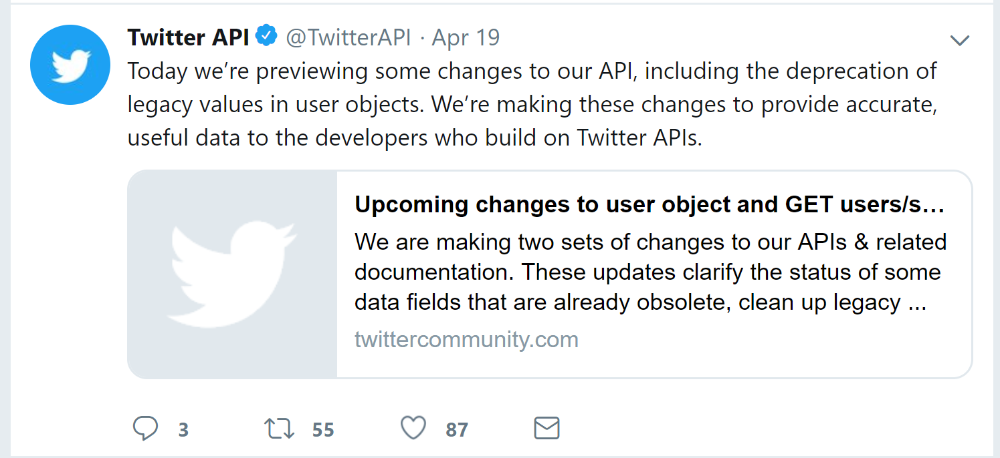 Twitter API @TwitterAPI · Apr 19
Today we’re previewing some changes to our API, including the deprecation of
legacy values in user objects. We’re making these changes to provide accurate,
useful data to the developers who build on Twitter APIs.
Upcoming changes to user object and GET users/s...
We are making two sets of changes to our APIs & related
documentation. These updates clarify the status of some
data fields that are already obsolete, clean up legacy ...
twittercommunity.com
3 55 87